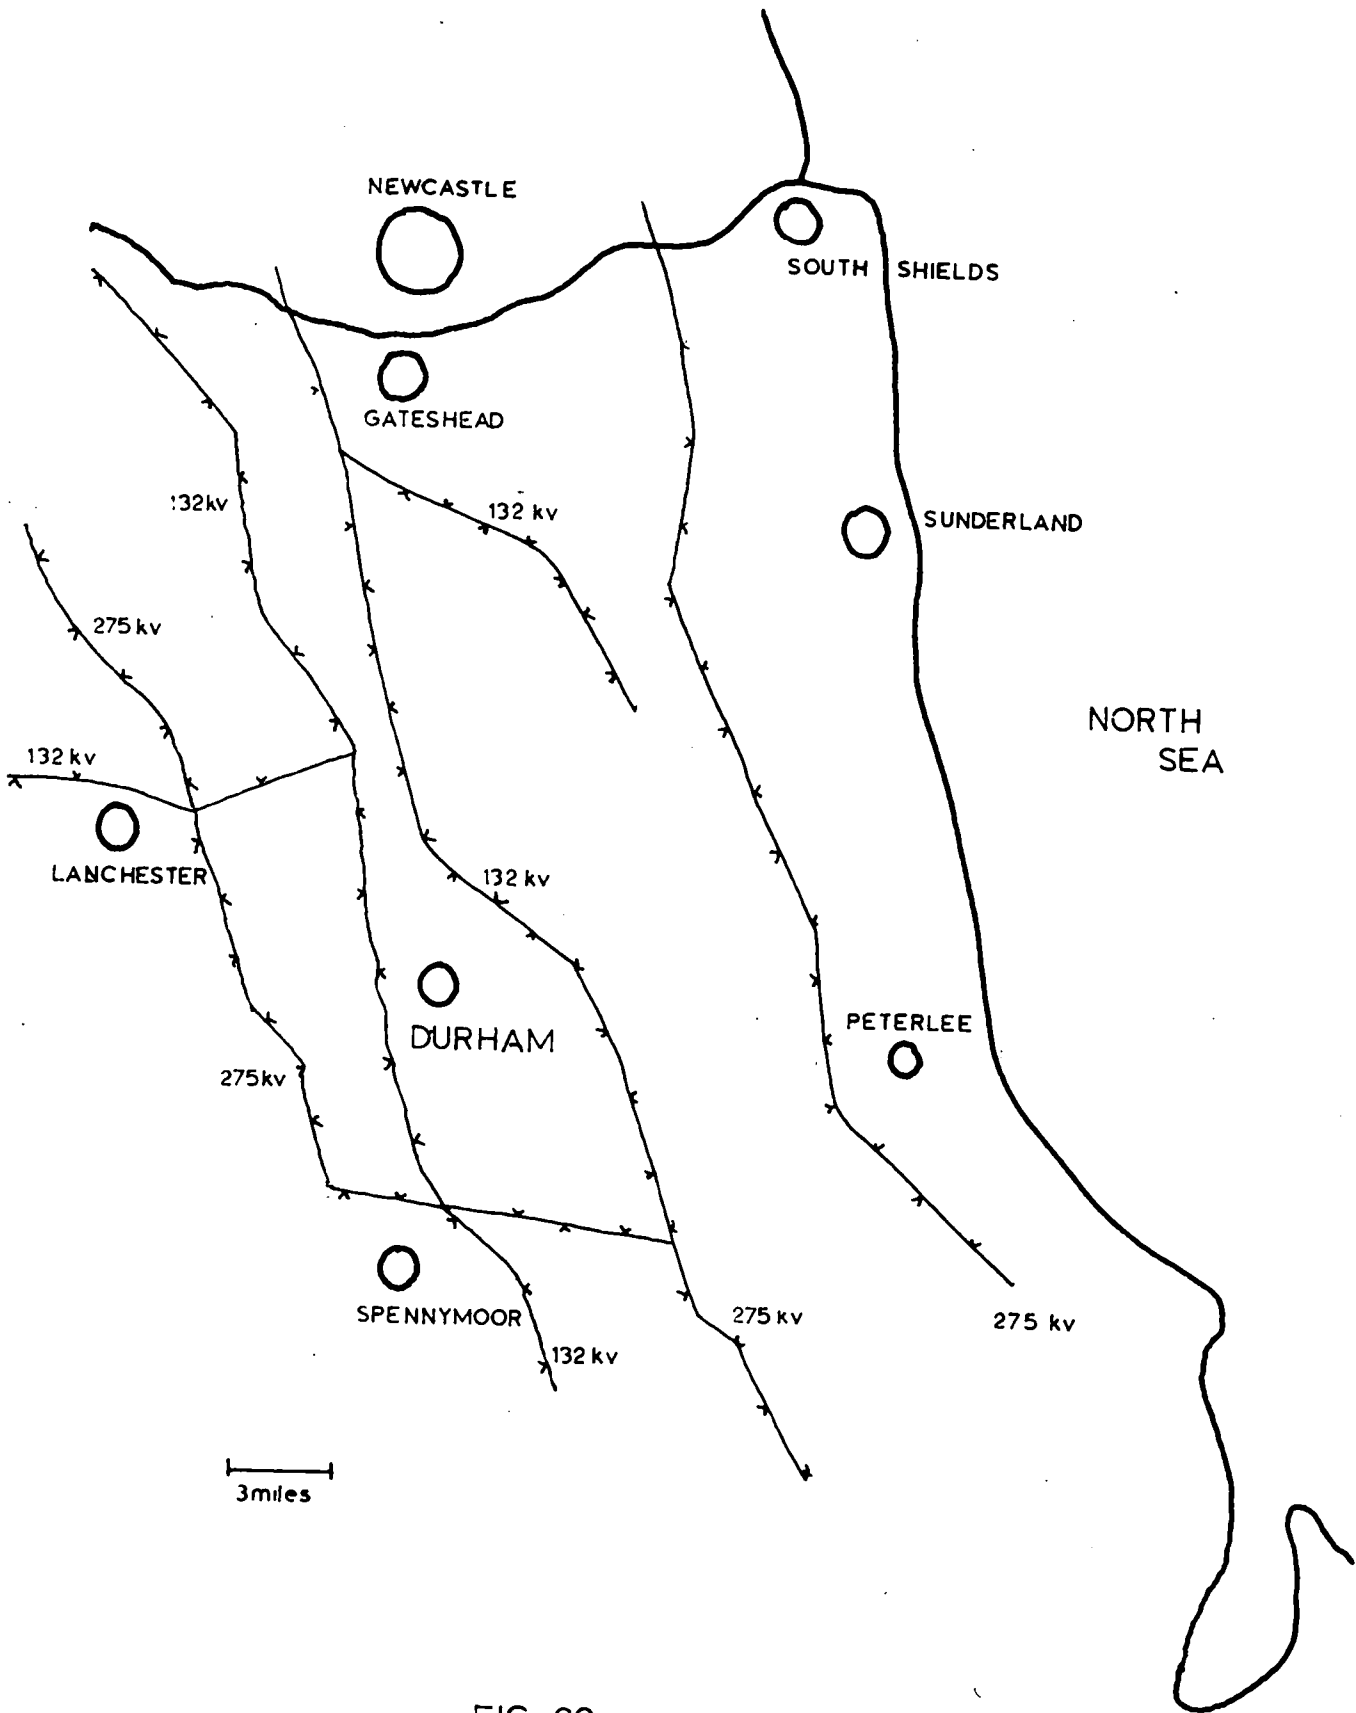 NEWCASTLE
SOUTH SHIELDS
GATESHEAD
132kv
132 kv
SUNDERLAND
275 kv
NORTH
SEA
132 kv
LANCHESTER
132 kv
PETERLEE
DURHAM
275kv
SPENNYMOOR
275 kv
275 kv
132 kv
3miles